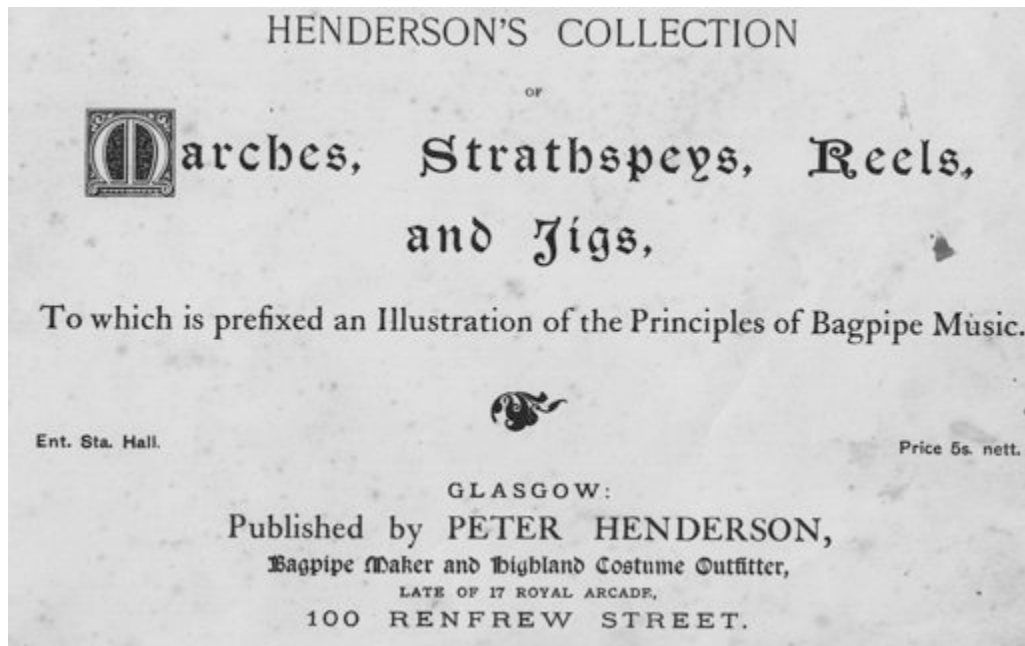 HENDERSON'S COLLECTION
OF
Marches, Strathspeys, Reels,
and Jigs,
To which is prefixed an Illustration of the Principles of Bagpipe Music.
Ent. Sta. Hall.
Price 5s. nett.
GLASGOW:
Published by PETER HENDERSON,
Bagpipe Maker and Highland Costume Outfitter,
LATE OF 17 ROYAL ARCADE,
100 RENFREW STREET.